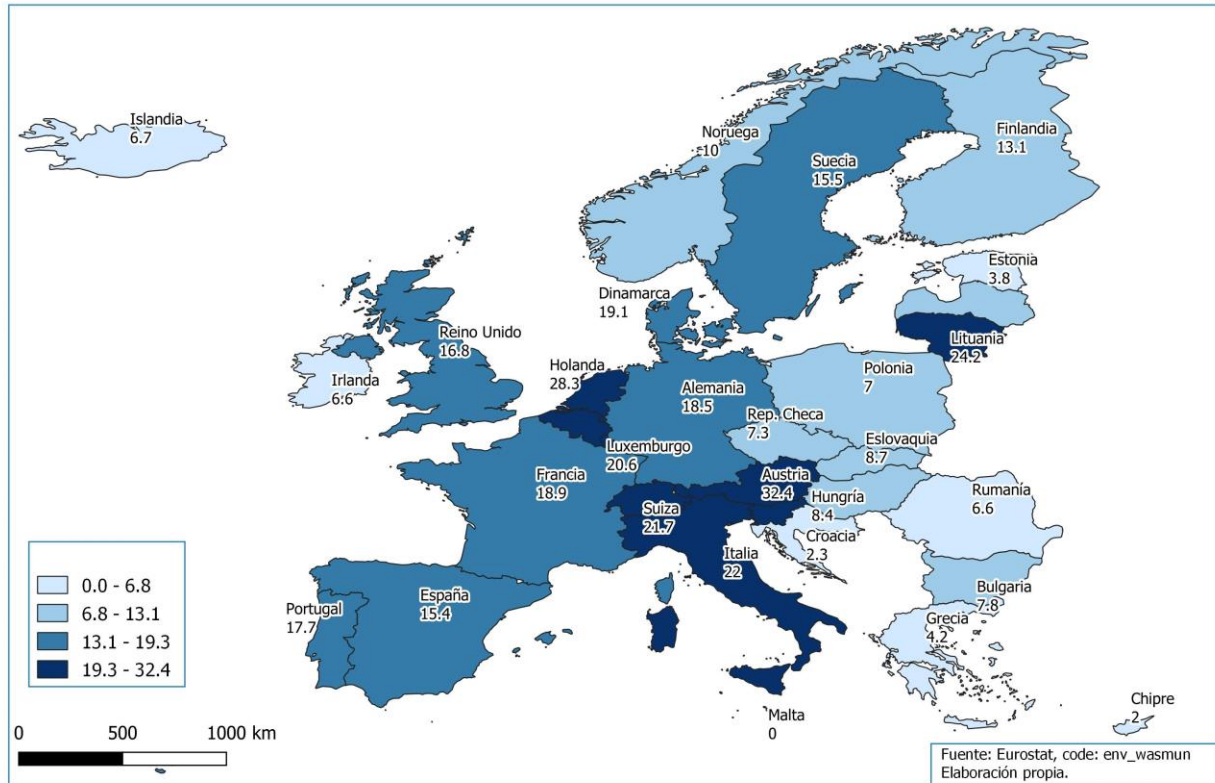 Islandia
6.7
Noruega
10
Suecia
15.5
Finlandia
13.1
Estonia
3.8
Dinamarca
19.1
Lituania
24.2
Reino Unido
16.8
Irlanda
6.6
Holanda
28.3
Alemania
18.5
Polonia
7
Rep. Checa
7.3
Eslovaquia
8.7
Luxemburgo
20.6
Francia
18.9
Austria
32.4
Hungría
8.4
Rumanía
6.6
Suiza
21.7
Croacia
2.3
Italia
22
Bulgaria
7.8
Portugal
17.7
España
15.4
Grecia
4.2
Malta
0
Chipre
2
0.0 - 6.8
6.8 - 13.1
13.1 - 19.3
19.3 - 32.4
0 500 1000 km
Fuente: Eurostat, code: env_wasmun
Elaboración propia.